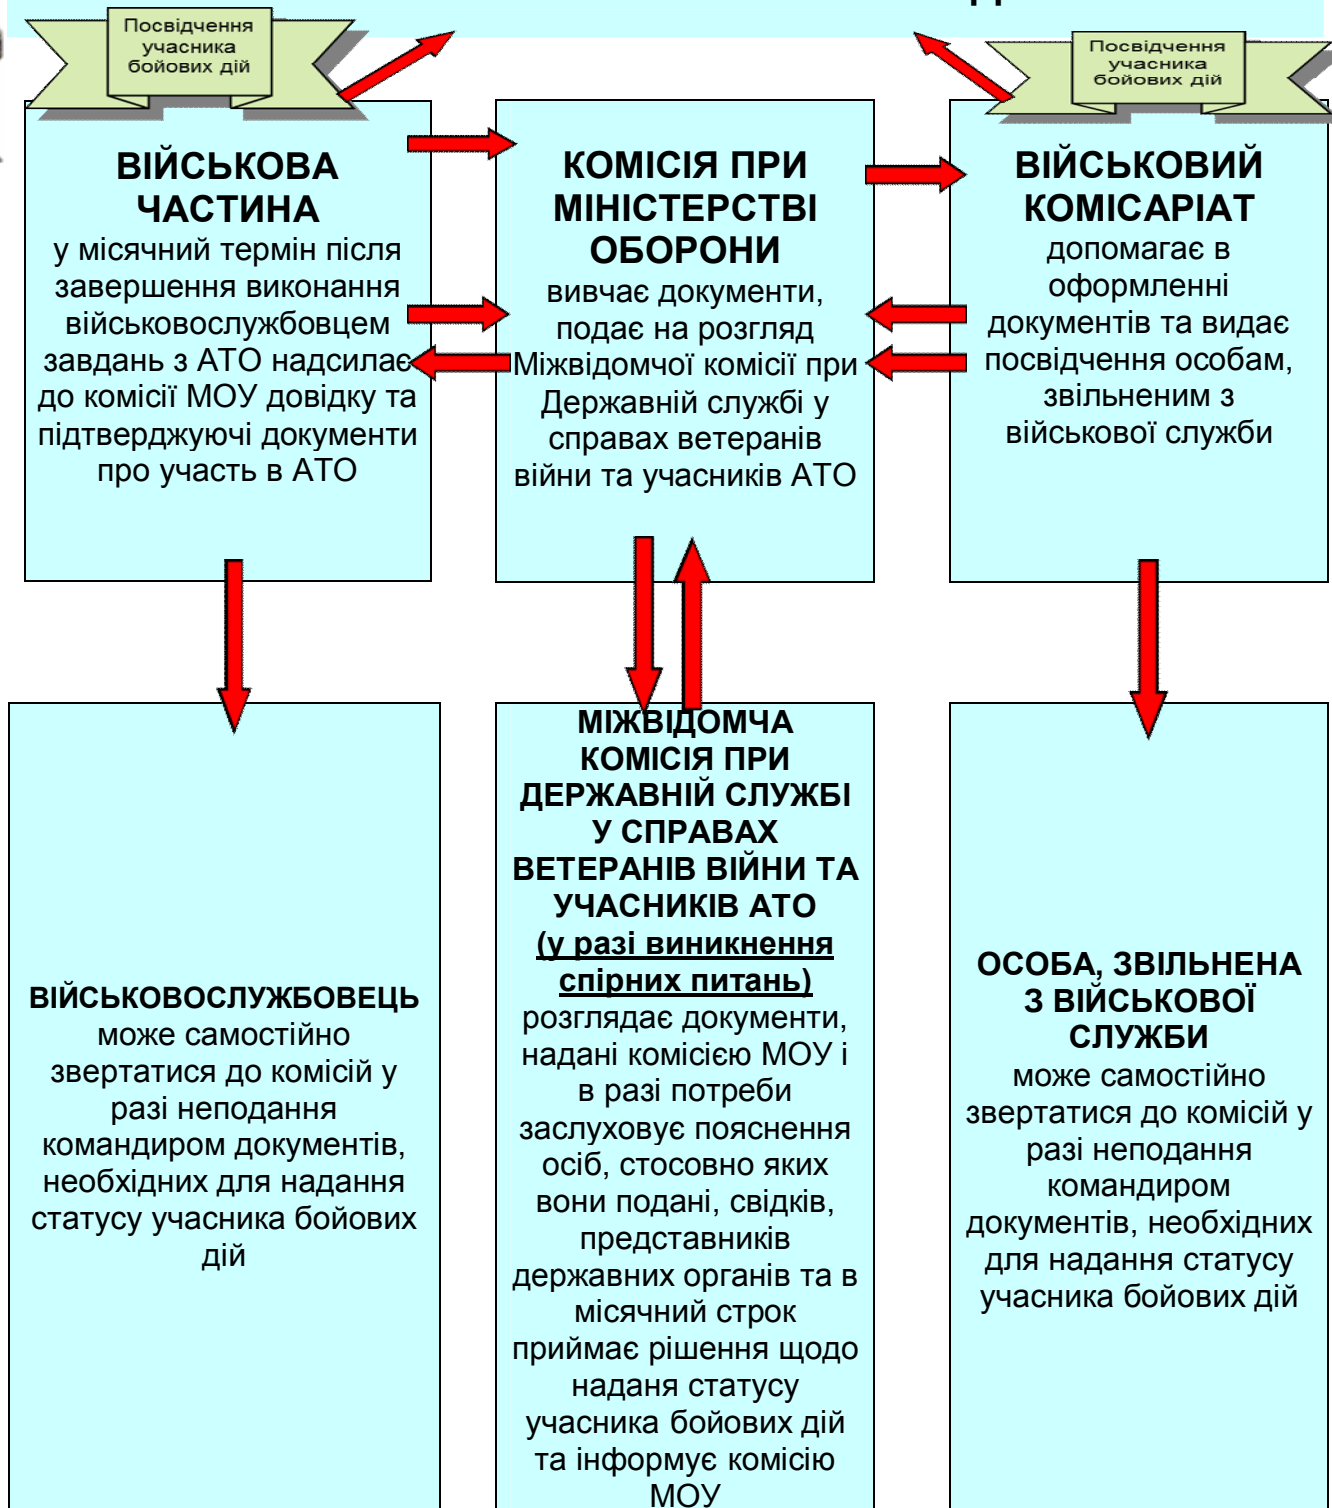 Посвідчення
учасника
бойових дій
Посвідчення
учасника
бойових дій
ВІЙСЬКОВА
ЧАСТИНА
у місячний термін після
завершення виконання
військовослужбовцем
завдань з АТО надсилає
до комісії МОУ довідку та
підтверджуючі документи
про участь в АТО
КОМІСІЯ ПРИ
МІНІСТЕРСТВІ
ОБОРОНИ
вивчає документи,
подає на розгляд
Міжвідомчої комісії при
Державній службі у
справах ветеранів
війни та учасників АТО
ВІЙСЬКОВИЙ
КОМІСАРІАТ
допомагає в
оформленні
документів та видає
посвідчення особам,
звільненим з
військової служби
ВІЙСЬКОВОСЛУЖБОВЕЦЬ
може самостійно
звертатися до комісій у
разі неподання
командиром документів,
необхідних для надання
статусу учасника бойових
дій
МІЖВІДОМЧА
КОМІСІЯ ПРИ
ДЕРЖАВНІЙ СЛУЖБІ
У СПРАВАХ
ВЕТЕРАНІВ ВІЙНИ ТА
УЧАСНИКІВ АТО
(у разі виникнення
спірних питань)
розглядає документи,
надані комісією МОУ і
в разі потреби
заслуховує пояснення
осіб, стосовно яких
вони подані, свідків,
представників
державних органів та в
місячний строк
приймає рішення щодо
наданя статусу
учасника бойових дій
та інформує комісію
МОУ
ОСОБА, ЗВІЛЬНЕНА
З ВІЙСЬКОВОЇ
СЛУЖБИ
може самостійно
звертатися до комісій у
разі неподання
командиром
документів, необхідних
для надання статусу
учасника бойових дій